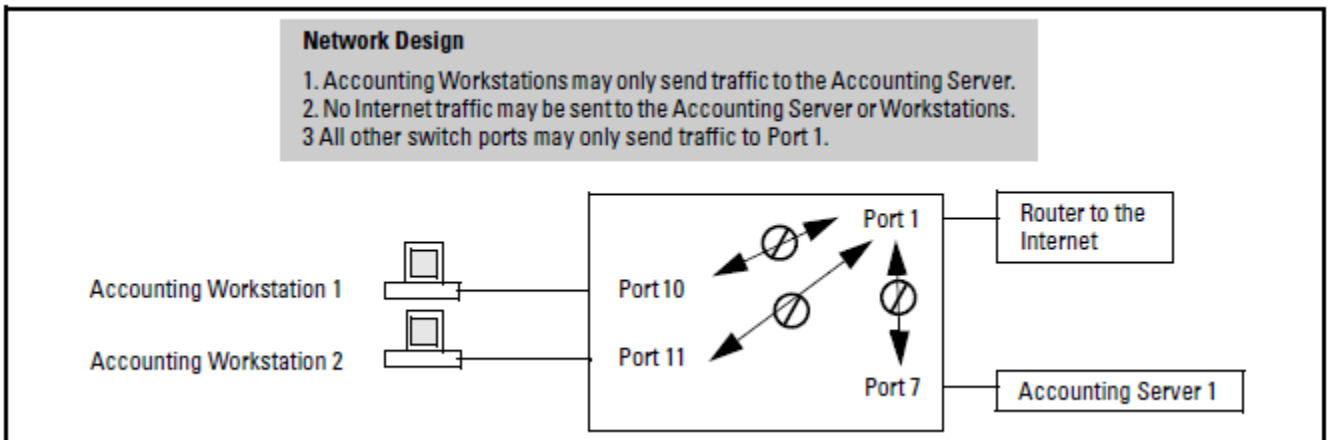 Network Design
1. Accounting Workstations may only send traffic to the Accounting Server.
2. No Internet traffic may be sent to the Accounting Server or Workstations.
3 All other switch ports may only send traffic to Port 1.
Port 1
Router to the
Internet
Accounting Workstation 1
Port 10
Accounting Workstation 2
Port 11
Port 7
Accounting Server 1